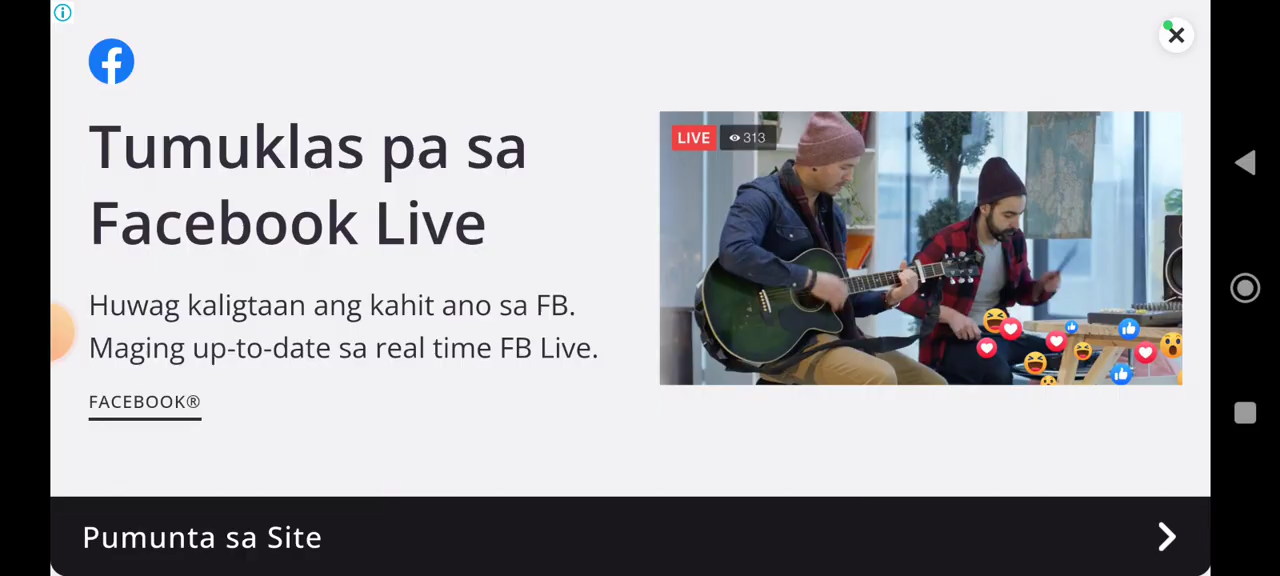 Tumuklas pa sa
Facebook Live
Huwag kaligtaan ang kahit ano sa FB.
Maging up-to-date sa real time FB Live.
FACEBOOK®
LIVE 313
Pumunta sa Site